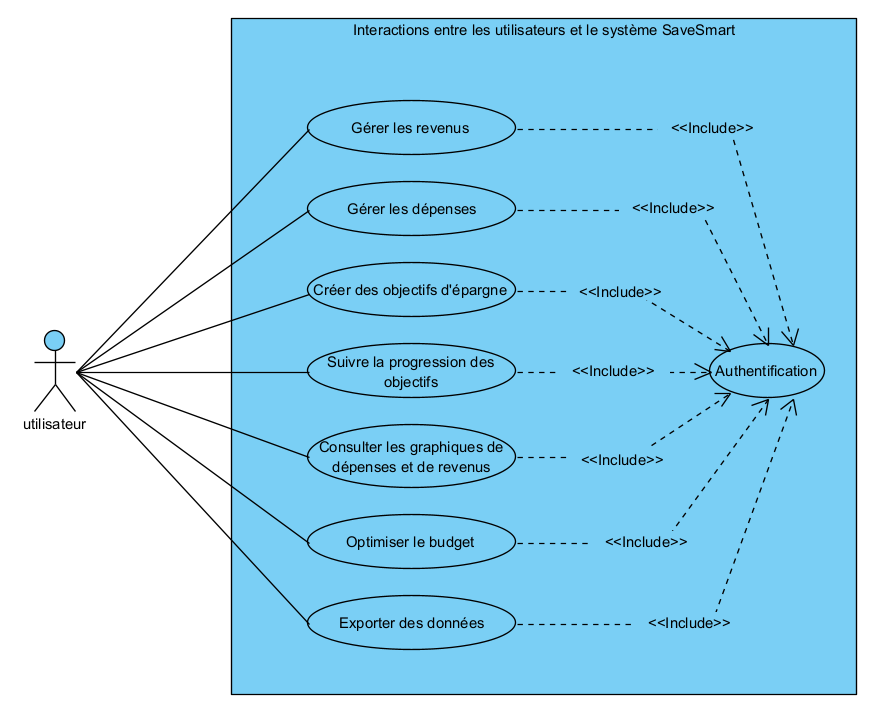 Interactions entre les utilisateurs et le système SaveSmart
Gérer les revenus
<<Include>>
Gérer les dépenses
<<Include>>
Créer des objectifs d'épargne
<<Include>>
Suivre la progression des
objectifs
<<Include>>
Authentification
utilisateur
Consulter les graphiques de
dépenses et de revenus
<<Include>>
Optimiser le budget
<<Include>>
Exporter des données
<<Include>>